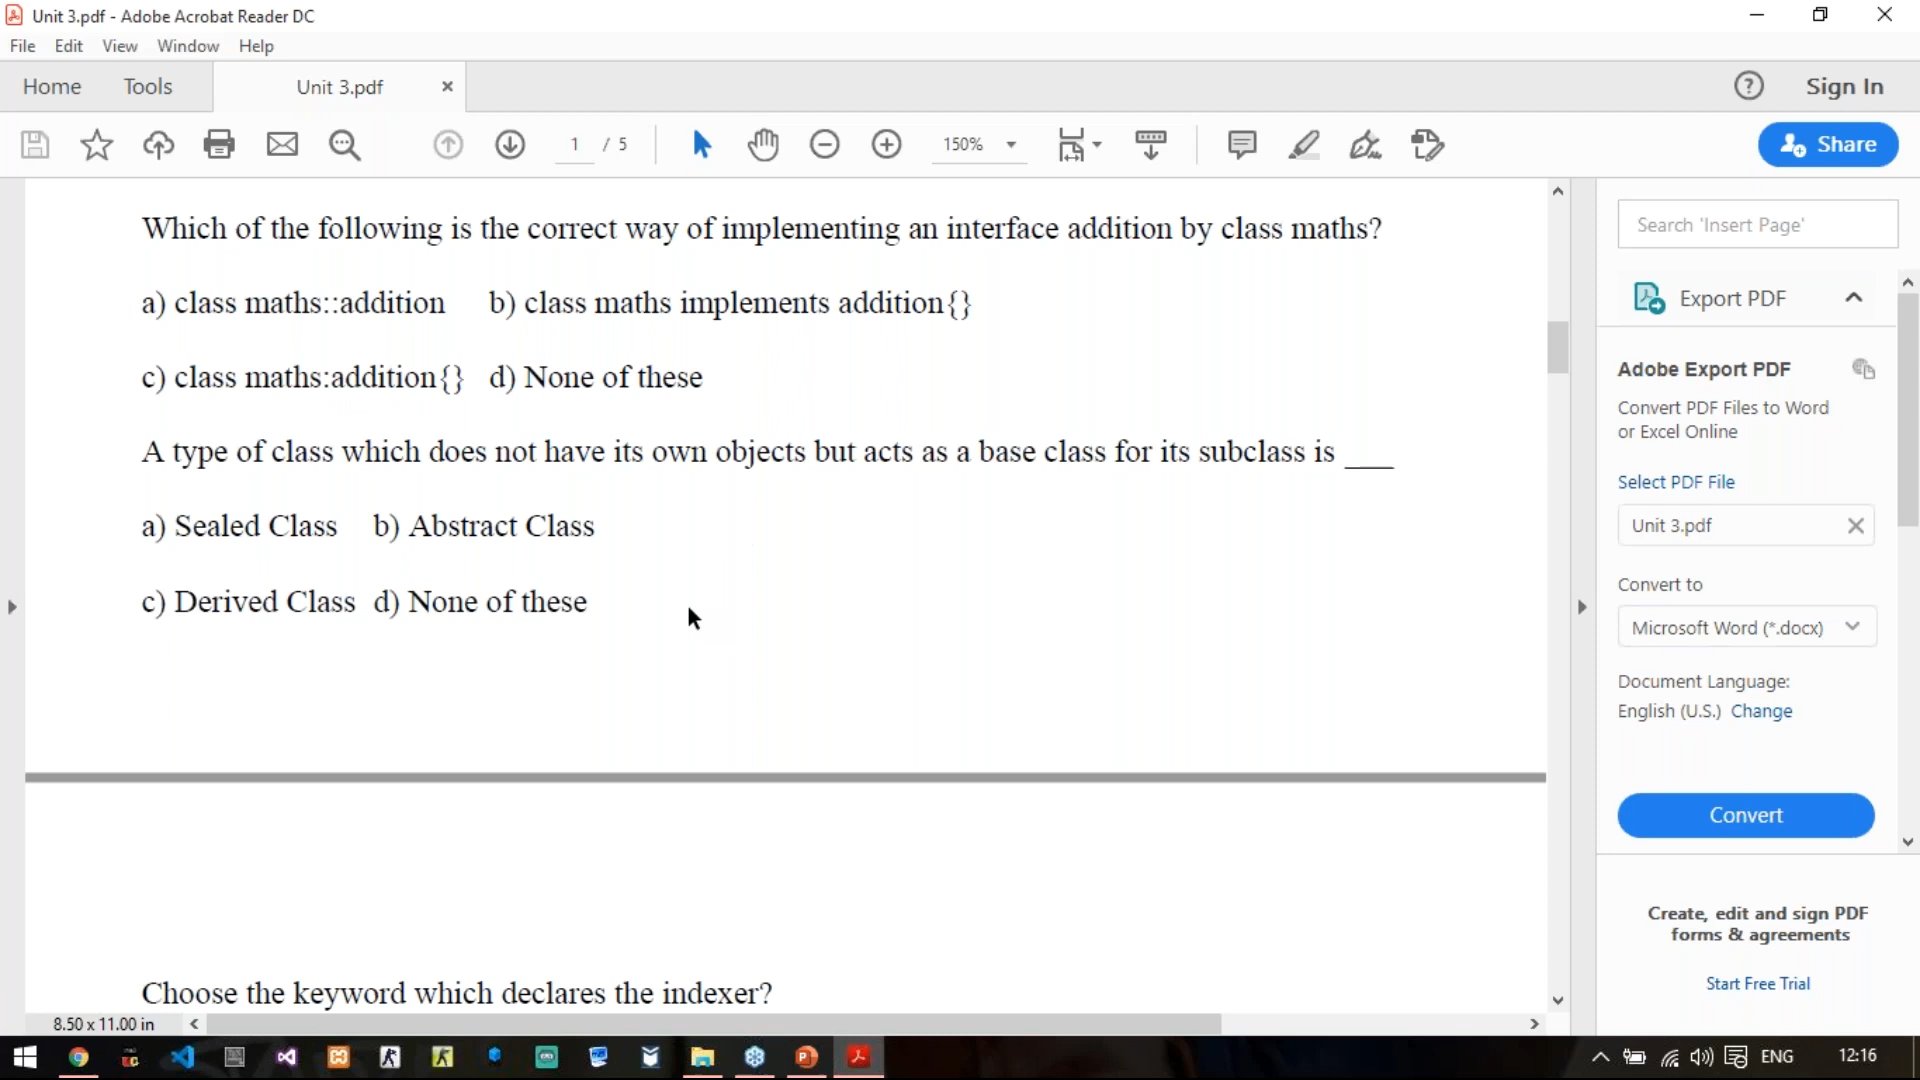 Unit 3.pdf - Adobe Acrobat Reader DC
File Edit View Window Help
Home Tools Unit 3.pdf × ? Sign In
1 / 5 150% Share
Which of the following is the correct way of implementing an interface addition by class maths?
a) class maths::addition b) class maths implements addition{}
c) class maths:addition{} d) None of these
A type of class which does not have its own objects but acts as a base class for its subclass is ___
a) Sealed Class b) Abstract Class
c) Derived Class d) None of these
Choose the keyword which declares the indexer?
8.50 x 11.00 in
Search 'Insert Page'
Export PDF
Adobe Export PDF
Convert PDF Files to Word
or Excel Online
Select PDF File
Unit 3.pdf
Convert to
Microsoft Word (*.docx)
Document Language:
English (U.S.) Change
Convert
Create, edit and sign PDF
forms & agreements
Start Free Trial
ENG 12:16